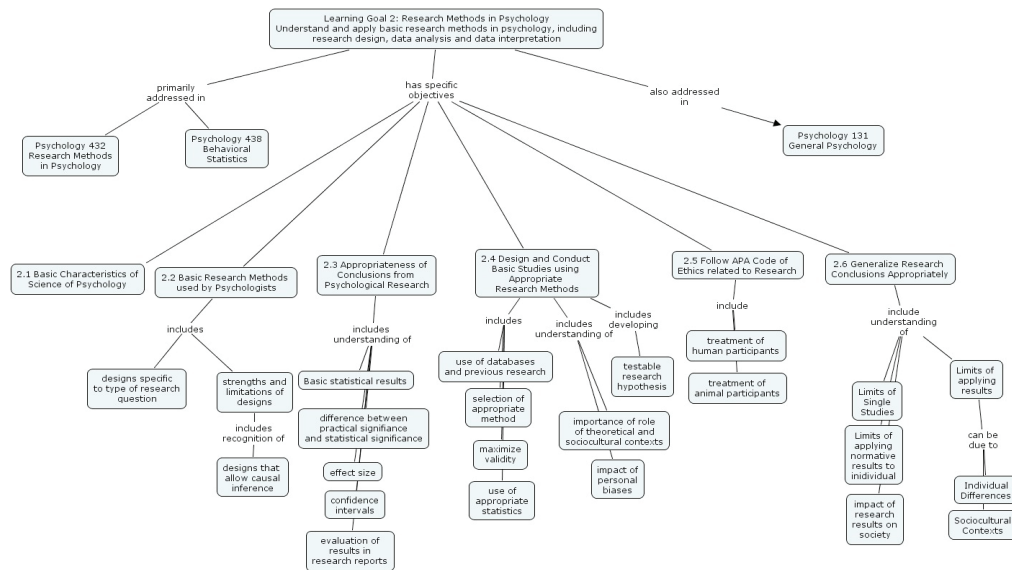 Learning Goal 2: Research Methods in Psychology
Understand and apply basic research methods in psychology, including
research design, data analysis and data interpretation
primarily
addressed in
has specific
objectives
also addressed
in
Psychology 432
Research Methods
in Psychology
Psychology 438
Behavioral
Statistics
Psychology 131
General Psychology
2.1 Basic Characteristics of
Science of Psychology
2.2 Basic Research Methods
used by Psychologists
2.3 Appropriateness of
Conclusions from
Psychological Research
2.4 Design and Conduct
Basic Studies using
Appropriate
Research Methods
2.5 Follow APA Code of
Ethics related to Research
2.6 Generalize Research
Conclusions Appropriately
includes
designs specific
to type of research
question
strengths and
limitations of
designs
includes
recognition of
designs that
allow causal
inference
includes
understanding of
Basic statistical results
difference between
practical signifiance
and statistical significance
effect size
confidence
intervals
evaluation of
results in
research reports
includes
use of databases
and previous research
selection of
appropriate
method
maximize
validity
use of
appropriate
statistics
includes
understanding of
importance of role
of theoretical and
sociocultural contexts
impact of
personal
biases
includes
developing
testable
research
hypothesis
include
treatment of
human participants
treatment of
animal participants
include
understanding
of
Limits of
Single
Studies
Limits of
applying
normative
results to
inidividual
impact of
research
results on
society
Limits of
applying
results
can be
due to
Individual
Differences
Sociocultural
Contexts